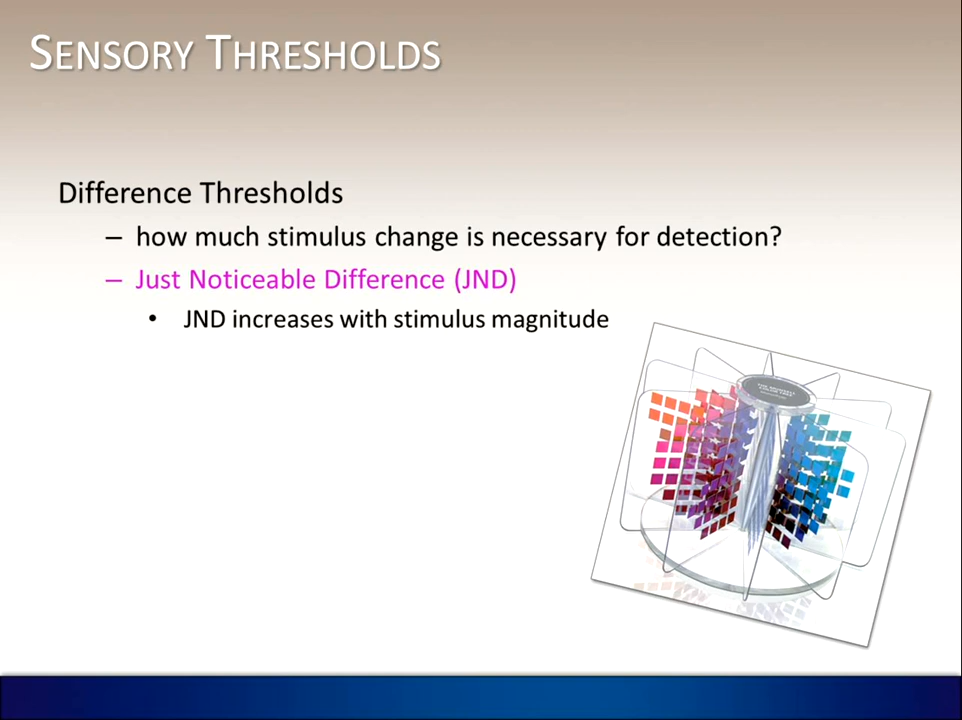 SENSORY THRESHOLDS
Difference Thresholds
– how much stimulus change is necessary for detection?
– Just Noticeable Difference (JND)
• JND increases with stimulus magnitude